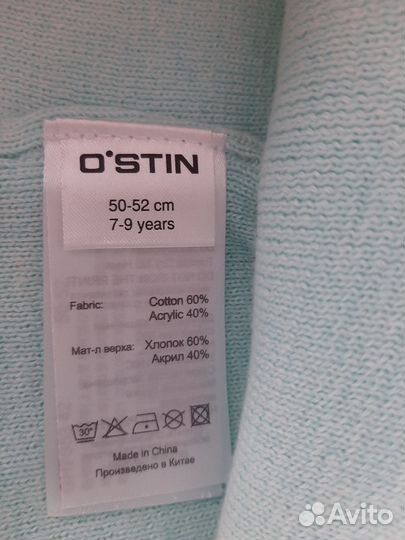 O'STIN
50-52 cm
7-9 years
Fabric: Cotton 60%
Acrylic 40%
Мат-л верха: Хлопок 60%
Акрил 40%
30°
Made in China
Произведено в Китае
Avito